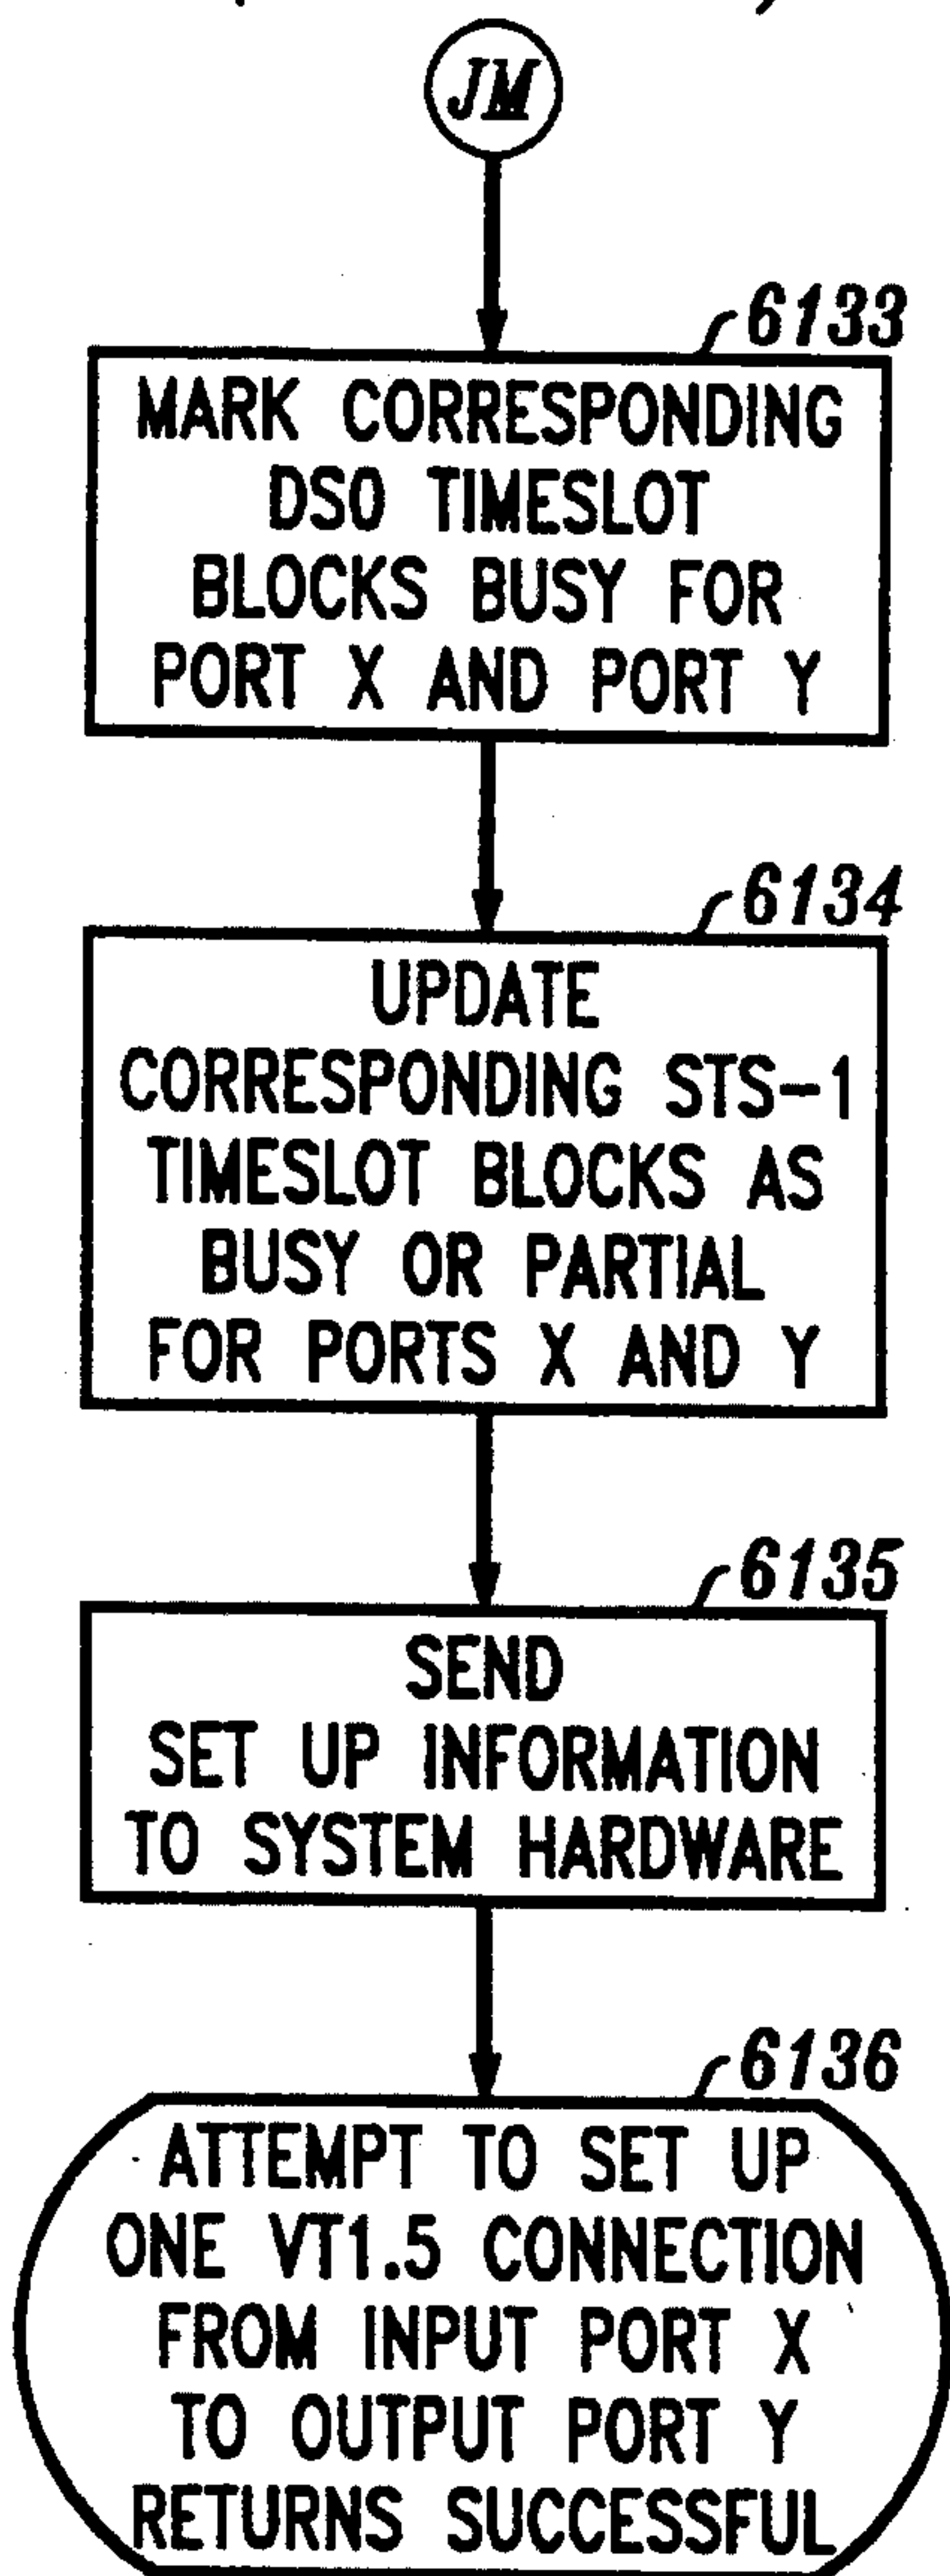 JM
6133
MARK CORRESPONDING
DS0 TIMESLOT
BLOCKS BUSY FOR
PORT X AND PORT Y
6134
UPDATE
CORRESPONDING STS-1
TIMESLOT BLOCKS AS
BUSY OR PARTIAL
FOR PORTS X AND Y
6135
SEND
SET UP INFORMATION
TO SYSTEM HARDWARE
6136
ATTEMPT TO SET UP
ONE VT1.5 CONNECTION
FROM INPUT PORT X
TO OUTPUT PORT Y
RETURNS SUCCESSFUL